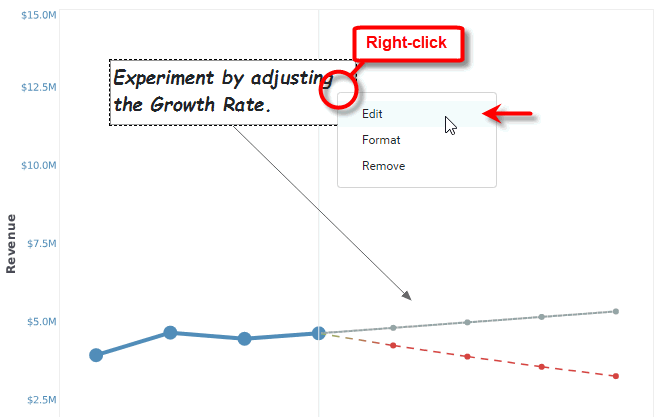 $15.0M
Right-click
Experiment by adjusting
the Growth Rate.
$12.5M
Edit
Format
Remove
$10.0M
Revenue
$7.5M
$5.0M
$2.5M